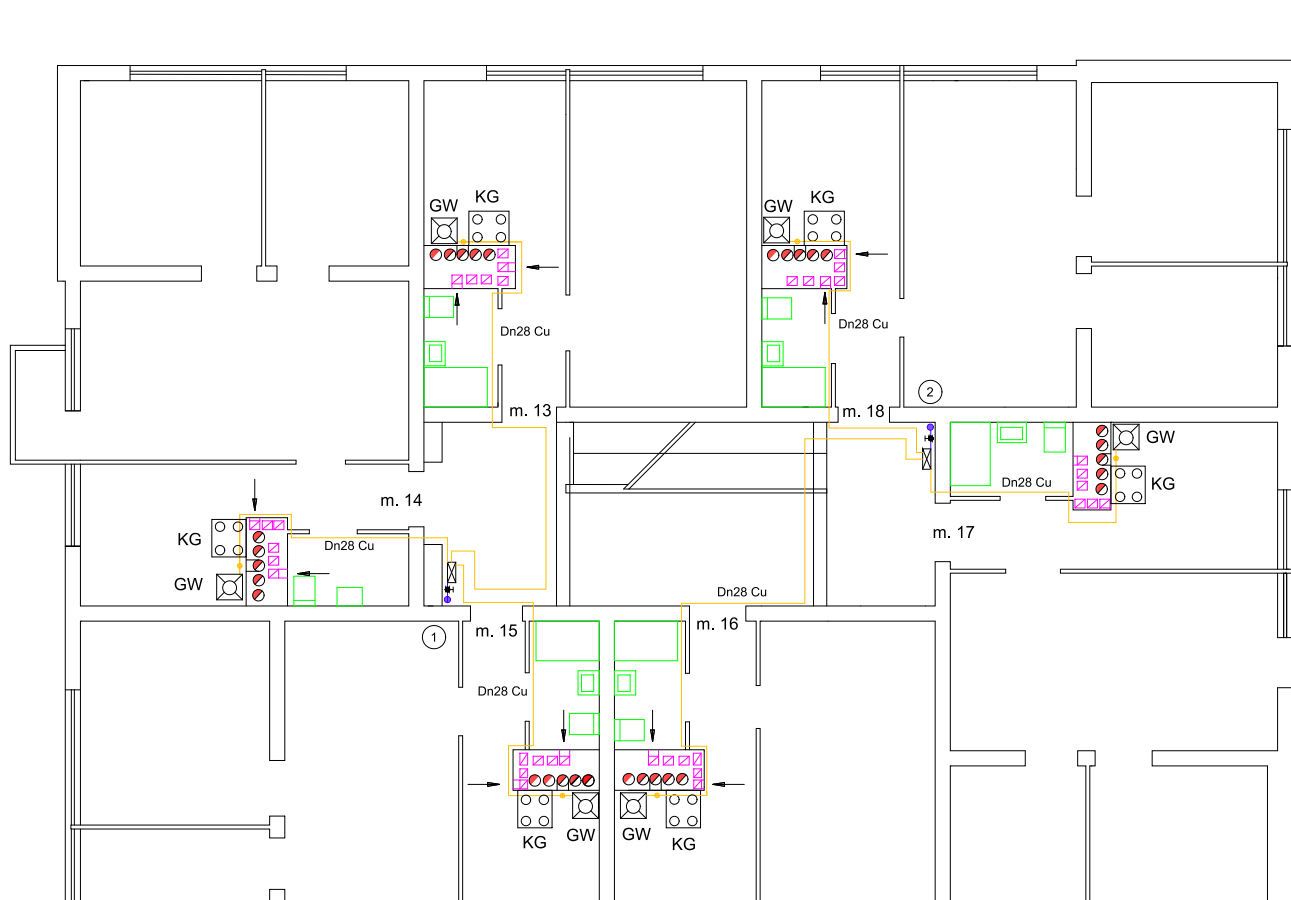 KG
KG
GW
GW
Dn28 Cu
Dn28 Cu
2
m. 13
m. 18
GW
Dn28 Cu
KG
m. 14
m. 17
KG
Dn28 Cu
GW
Dn28 Cu
m. 15
m. 16
1
Dn28 Cu
GW
GW
KG
KG